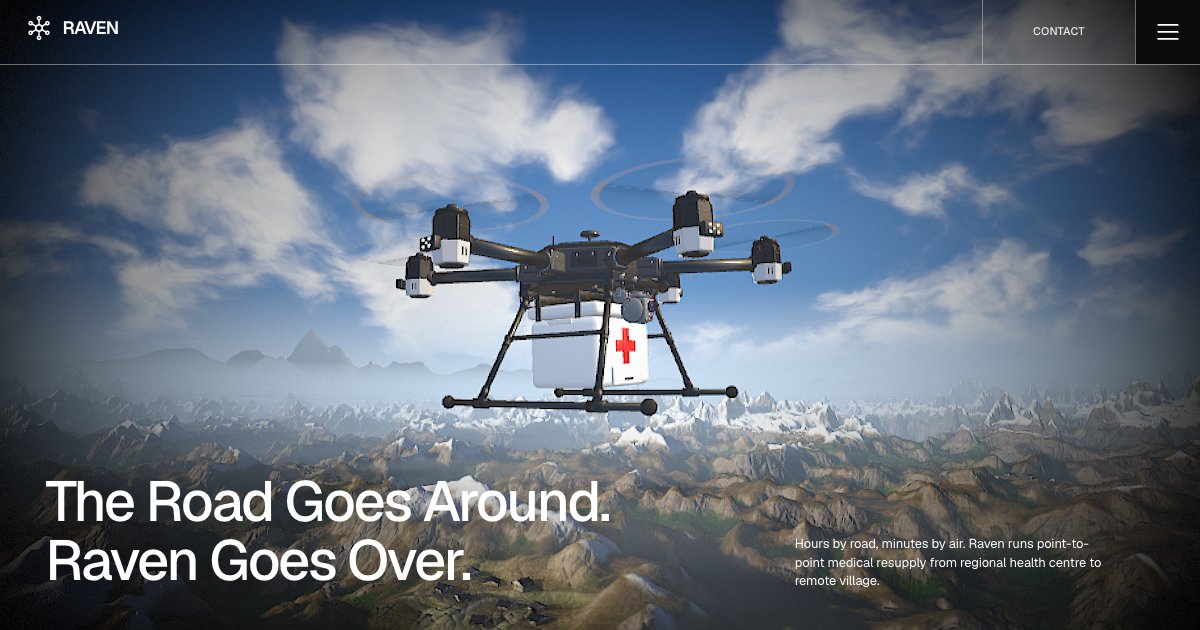 RAVEN
CONTACT
The Road Goes Around.
Raven Goes Over.
Hours by road, minutes by air. Raven runs point-to-
point medical resupply from regional health centre to
remote village.